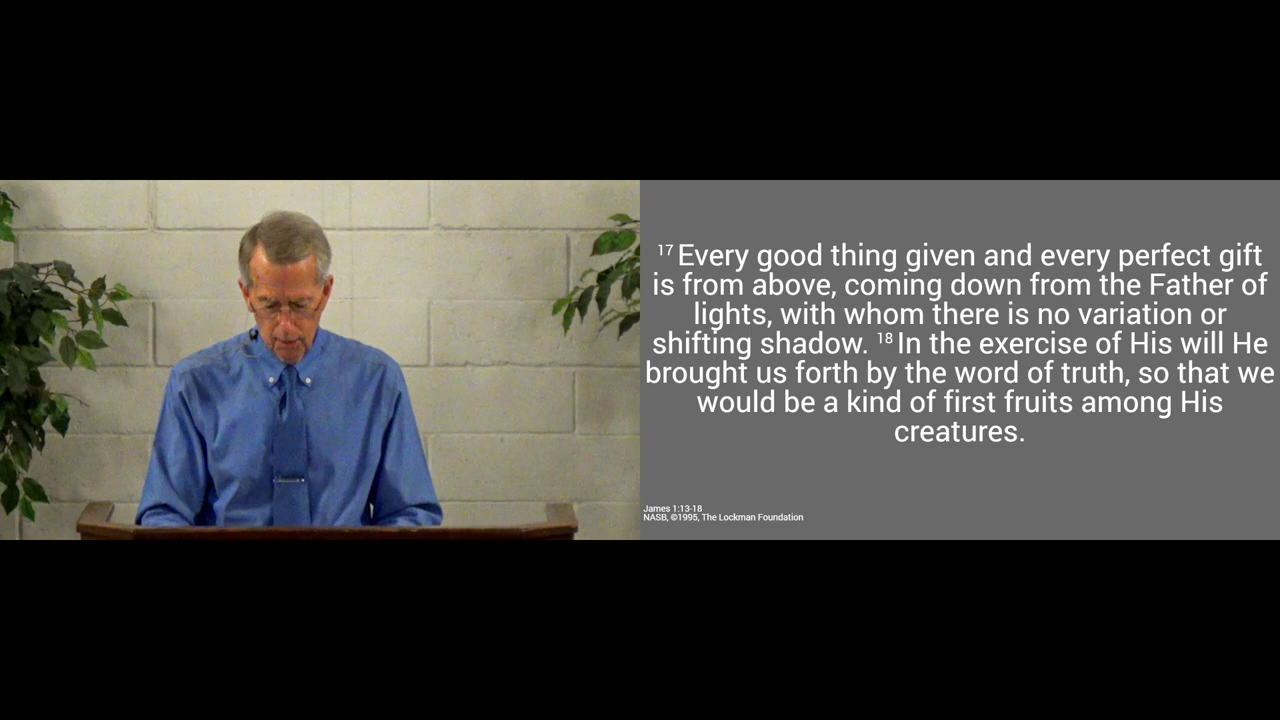 17 Every good thing given and every perfect gift
is from above, coming down from the Father of
lights, with whom there is no variation or
shifting shadow. 18 In the exercise of His will He
brought us forth by the word of truth, so that we
would be a kind of first fruits among His
creatures.
James 1:13-18
NASB, ©1995, The Lockman Foundation